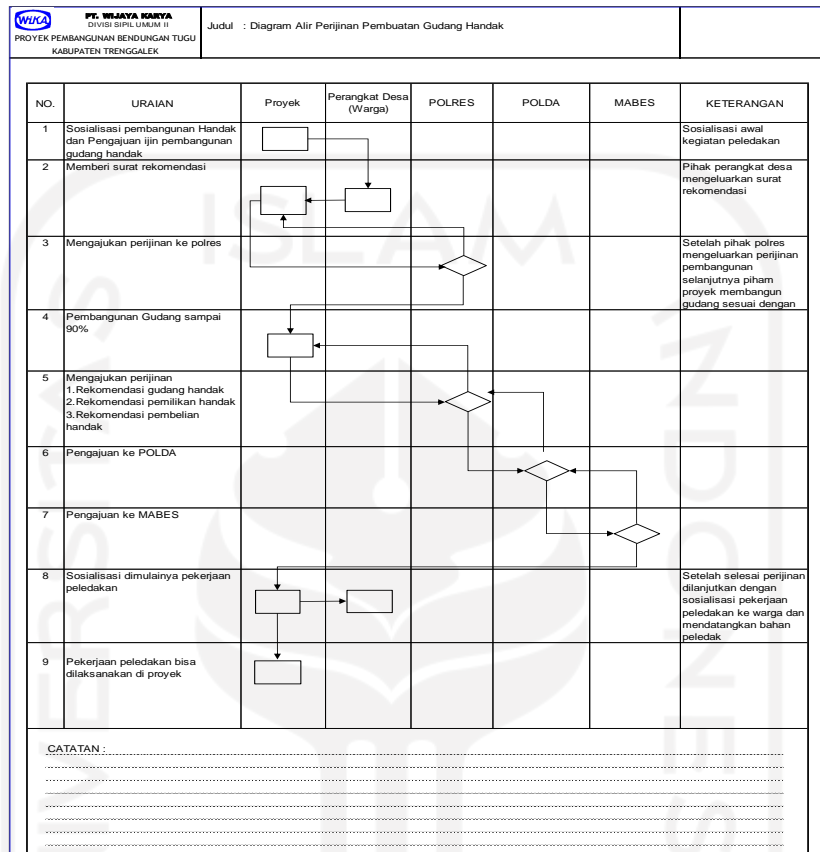 WIKA
PT. WIJAYA KARYA
DIVISI SIPIL UMUM II
PROYEK PEMBANGUNAN BENDUNGAN TUGU
KABUPATEN TRENGGALEK
Judul : Diagram Alir Perijinan Pembuatan Gudang Handak
NO.
URAIAN
Proyek
Perangkat Desa
(Warga)
POLRES
POLDA
MABES
KETERANGAN
1
Sosialisasi pembangunan Handak
dan Pengajuan ijin pembangunan
gudang handak
Sosialisasi awal
kegiatan peledakan
2
Memberi surat rekomendasi
Pihak perangkat desa
mengeluarkan surat
rekomendasi
3
Mengajukan perijinan ke polres
Setelah pihak polres
mengeluarkan perijinan
pembangunan
selanjutnya piham
proyek membangun
gudang sesuai dengan
4
Pembangunan Gudang sampai
90%
5
Mengajukan perijinan
1.Rekomendasi gudang handak
2.Rekomendasi pemilikan handak
3.Rekomendasi pembelian
handak
6
Pengajuan ke POLDA
7
Pengajuan ke MABES
8
Sosialisasi dimulainya pekerjaan
peledakan
Setelah selesai perijinan
dilanjutkan dengan
sosialisasi pekerjaan
peledakan ke warga dan
mendatangkan bahan
peledak
9
Pekerjaan peledakan bisa
dilaksanakan di proyek
CATATAN :
ISLAM